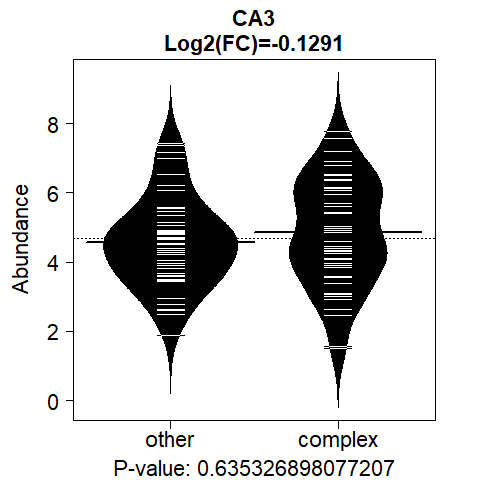 CA3
Log2(FC)=-0.1291
Abundance
8
6
4
2
0
other complex
P-value: 0.635326898077207